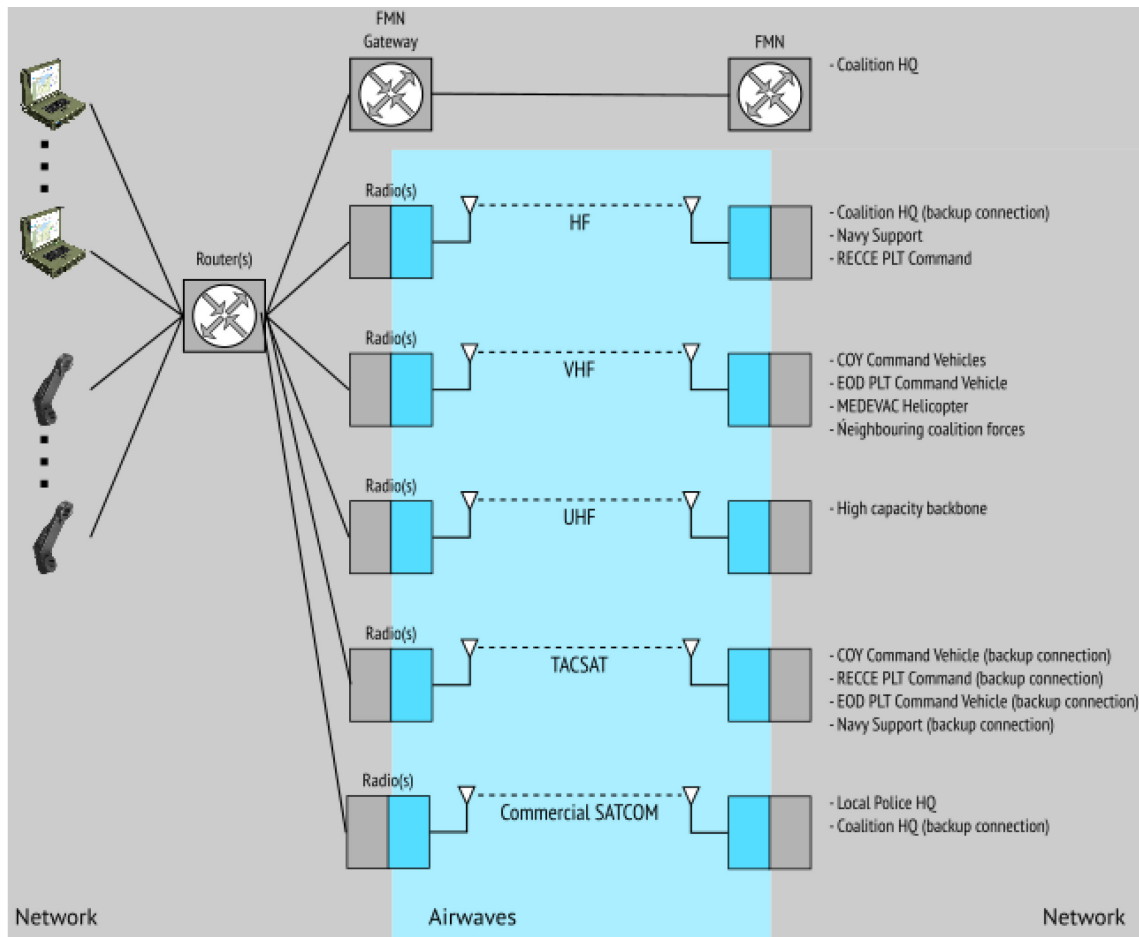 FMN
Gateway
FMN
- Coalition HQ
Radio(s)
HF
- Coalition HQ (backup connection)
- Navy Support
- RECCE PLT Command
Router(s)
Radio(s)
VHF
- COY Command Vehicles
- EOD PLT Command Vehicle
- MEDEVAC Helicopter
- Neighbouring coalition forces
Radio(s)
UHF
- High capacity backbone
Radio(s)
TACSAT
- COY Command Vehicle (backup connection)
- RECCE PLT Command (backup connection)
- EOD PLT Command Vehicle (backup connection)
- Navy Support (backup connection)
Radio(s)
Commercial SATCOM
- Local Police HQ
- Coalition HQ (backup connection)
Network
Airwaves
Network